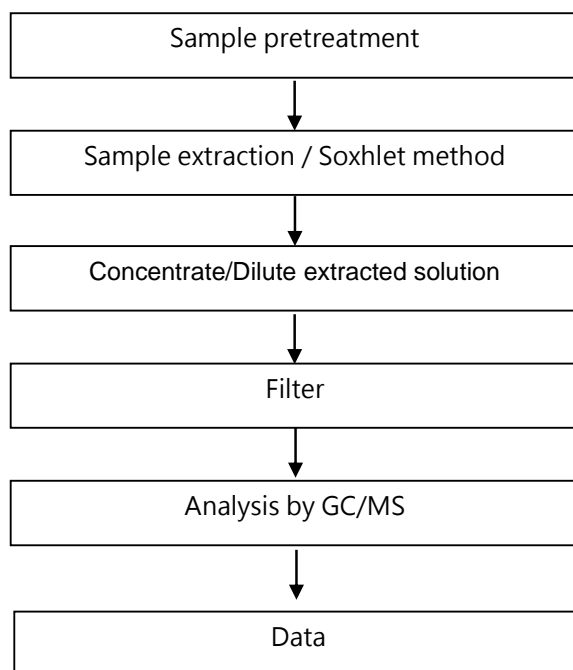 Sample pretreatment
Sample extraction / Soxhlet method
Concentrate/Dilute extracted solution
Filter
Analysis by GC/MS
Data